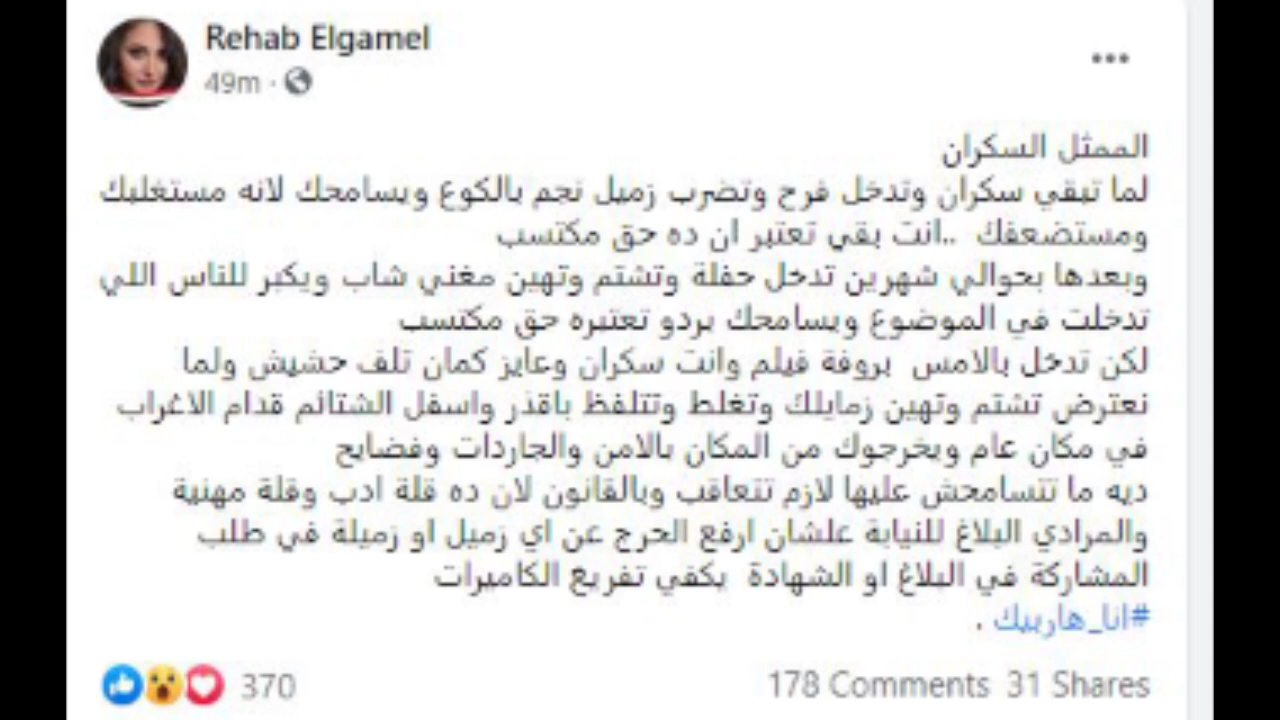 Rehab Elgamel
49m ·
الممثل السكران
لما تبقي سكران وتدخل فرح وتضرب زميل نجم بالكوع ويسامحك لانه مستغلبك
ومستضعفك ..انت بقي تعتبر ان ده حق مكتسب
وبعدها بحوالي شهرين تدخل حفلة وتشتم وتهين مغني شاب ويكبر للناس اللي
تدخلت في الموضوع ويسامحك بردو تعتبره حق مكتسب
لكن تدخل بالامس بروفة فيلم وانت سكران وعايز كمان تلف حشيش ولما
نعترض تشتم وتهين زمايلك وتغلط وتتلفظ باقذر واسفل الشتائم قدام الاغراب
في مكان عام ويخرجوك من المكان بالامن والجاردات وفضايح
ديه ما تتسامحش عليها لازم تتعاقب وبالقانون لان ده قلة ادب وقلة مهنية
والمرادي البلاغ للنيابة علشان ارفع الحرج عن اي زميل او زميلة في طلب
المشاركة في البلاغ او الشهادة يكفي تفريع الكاميرات
#انا_هاربيك .
370
178 Comments 31 Shares